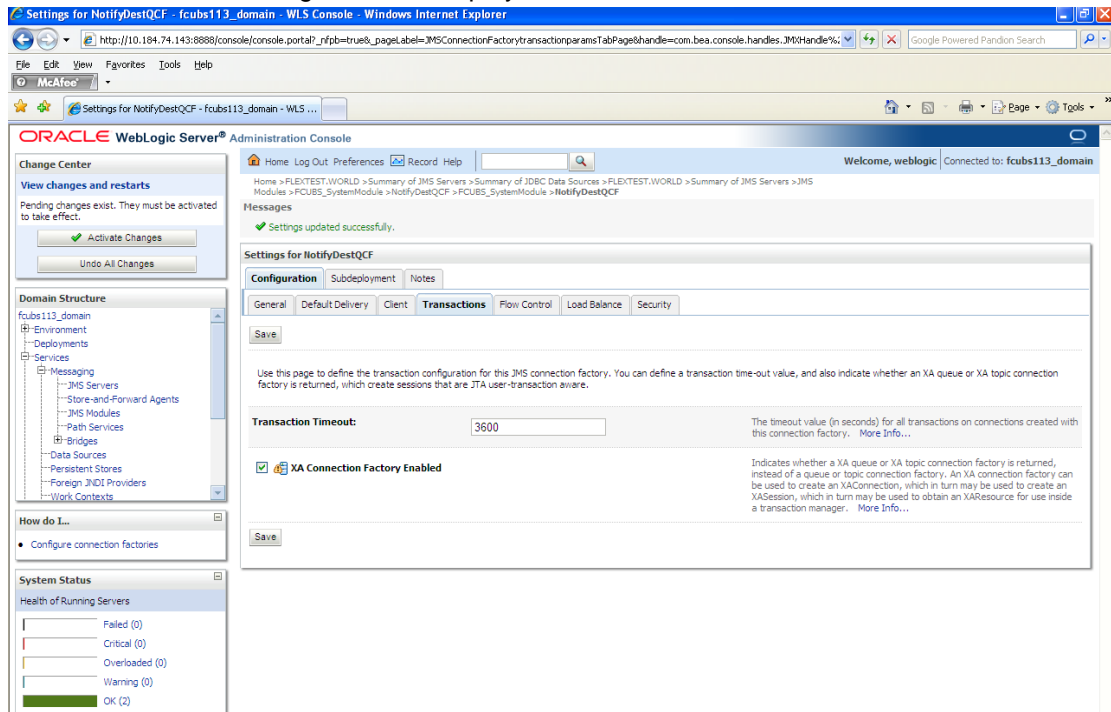 Settings for NotifyDestQCF - fcubs113_domain - WLS Console - Windows Internet Explorer
http://10.184.74.143:8888/console/console.portal?_nfpb=true&_pageLabel=JMSConnectionFactorytransactionparamsTabPage&handle=com.bea.console.handles.JMXHandle%
Google Powered Pandion Search
File Edit View Favorites Tools Help
McAfee
Settings for NotifyDestQCF - fcubs113_domain - WLS ...
Page Tools
ORACLE WebLogic Server® Administration Console
Change Center
View changes and restarts
Pending changes exist. They must be activated
to take effect.
Activate Changes
Undo All Changes
Domain Structure
fcubs113_domain
Environment
Deployments
Services
Messaging
JMS Servers
Store-and-Forward Agents
JMS Modules
Path Services
Bridges
Data Sources
Persistent Stores
Foreign JNDI Providers
Work Contexts
How do I...
Configure connection factories
System Status
Health of Running Servers
Failed (0)
Critical (0)
Overloaded (0)
Warning (0)
OK (2)
Home Log Out Preferences Record Help
Welcome, weblogic Connected to: fcubs113_domain
Home >FLEXTEST.WORLD >Summary of JMS Servers >Summary of JDBC Data Sources >FLEXTEST.WORLD >Summary of JMS Servers >JMS
Modules >FCUBS_SystemModule >NotifyDestQCF >FCUBS_SystemModule >NotifyDestQCF
Messages
Settings updated successfully.
Settings for NotifyDestQCF
Configuration Subdeployment Notes
General Default Delivery Client Transactions Flow Control Load Balance Security
Save
Use this page to define the transaction configuration for this JMS connection factory. You can define a transaction time-out value, and also indicate whether an XA queue or XA topic connection
factory is returned, which create sessions that are JTA user-transaction aware.
Transaction Timeout:
3600
The timeout value (in seconds) for all transactions on connections created with
this connection factory. More Info...
XA Connection Factory Enabled
Indicates whether a XA queue or XA topic connection factory is returned,
instead of a queue or topic connection factory. An XA connection factory can
be used to create an XAConnection, which in turn may be used to create an
XASession, which in turn may be used to obtain an XAResource for use inside
a transaction manager. More Info...
Save